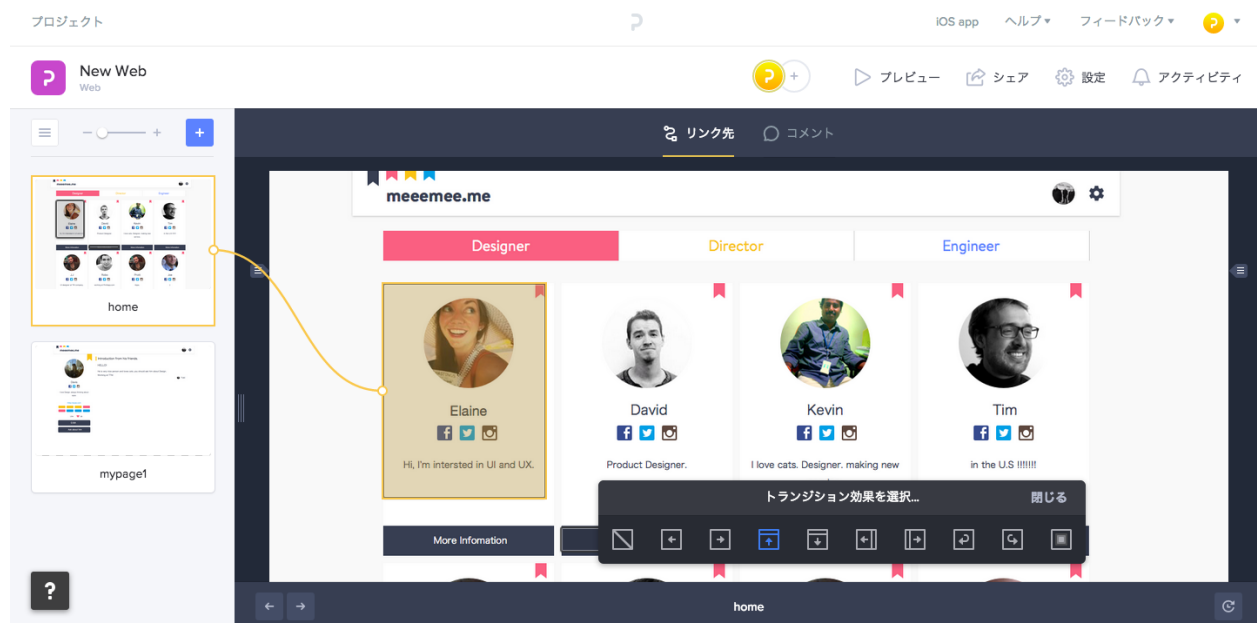 プロジェクト
iOS app
ヘルプ
フィードバック
New Web
Web
プレビュー
シェア
設定
アクティビティ
リンク先
コメント
home
mypage1
meeemee.me
Designer
Director
Engineer
Elaine
David
Kevin
Tim
Hi, I'm intersted in UI and UX.
Product Designer.
I love cats. Designer. making new
in the U.S !!!!!!!
トランジション効果を選択...
閉じる
More Infomation
?
home